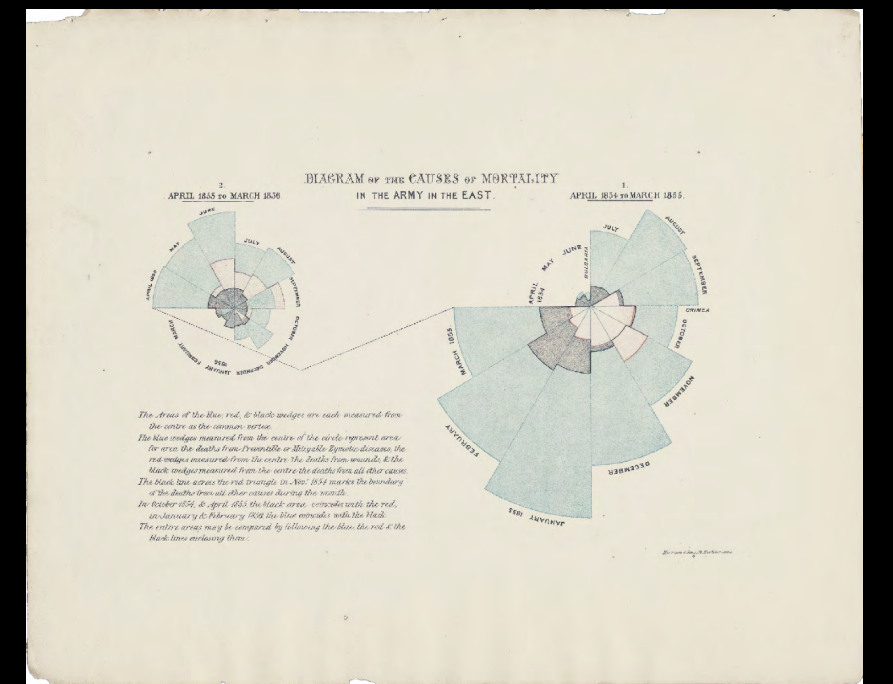 DIAGRAM OF THE CAUSES OF MORTALITY
IN THE ARMY IN THE EAST.
2.
APRIL 1855 TO MARCH 1856
1.
APRIL 1854 TO MARCH 1855.
JUNE
MAY
APRIL 1855
JULY
AUGUST
SEPTEMBER
OCTOBER
NOVEMBER
DECEMBER
JANUARY
1856
FEBRUARY
MARCH
APRIL
1854
MAY
JUNE
BULGARIA
JULY
AUGUST
SEPTEMBER
CRIMEA
OCTOBER
NOVEMBER
DECEMBER
JANUARY 1855
FEBRUARY
MARCH 1855
The Areas of the blue, red, & black wedges are each measured from
the centre as the common vertex.
The blue wedges measured from the centre of the circle represent area
for area the deaths from Preventible or Mitigable Zymotic diseases, the
red wedges measured from the centre the deaths from wounds, & the
black wedges measured from the centre the deaths from all other causes.
The black line across the red triangle in Nov.r 1854 marks the boundary
of the deaths from all other causes during the month.
In October 1854, & April 1855, the black area coincides with the red,
in January & February 1856, the blue coincides with the black.
The entire areas may be compared by following the blue, the red & the
black lines enclosing them.